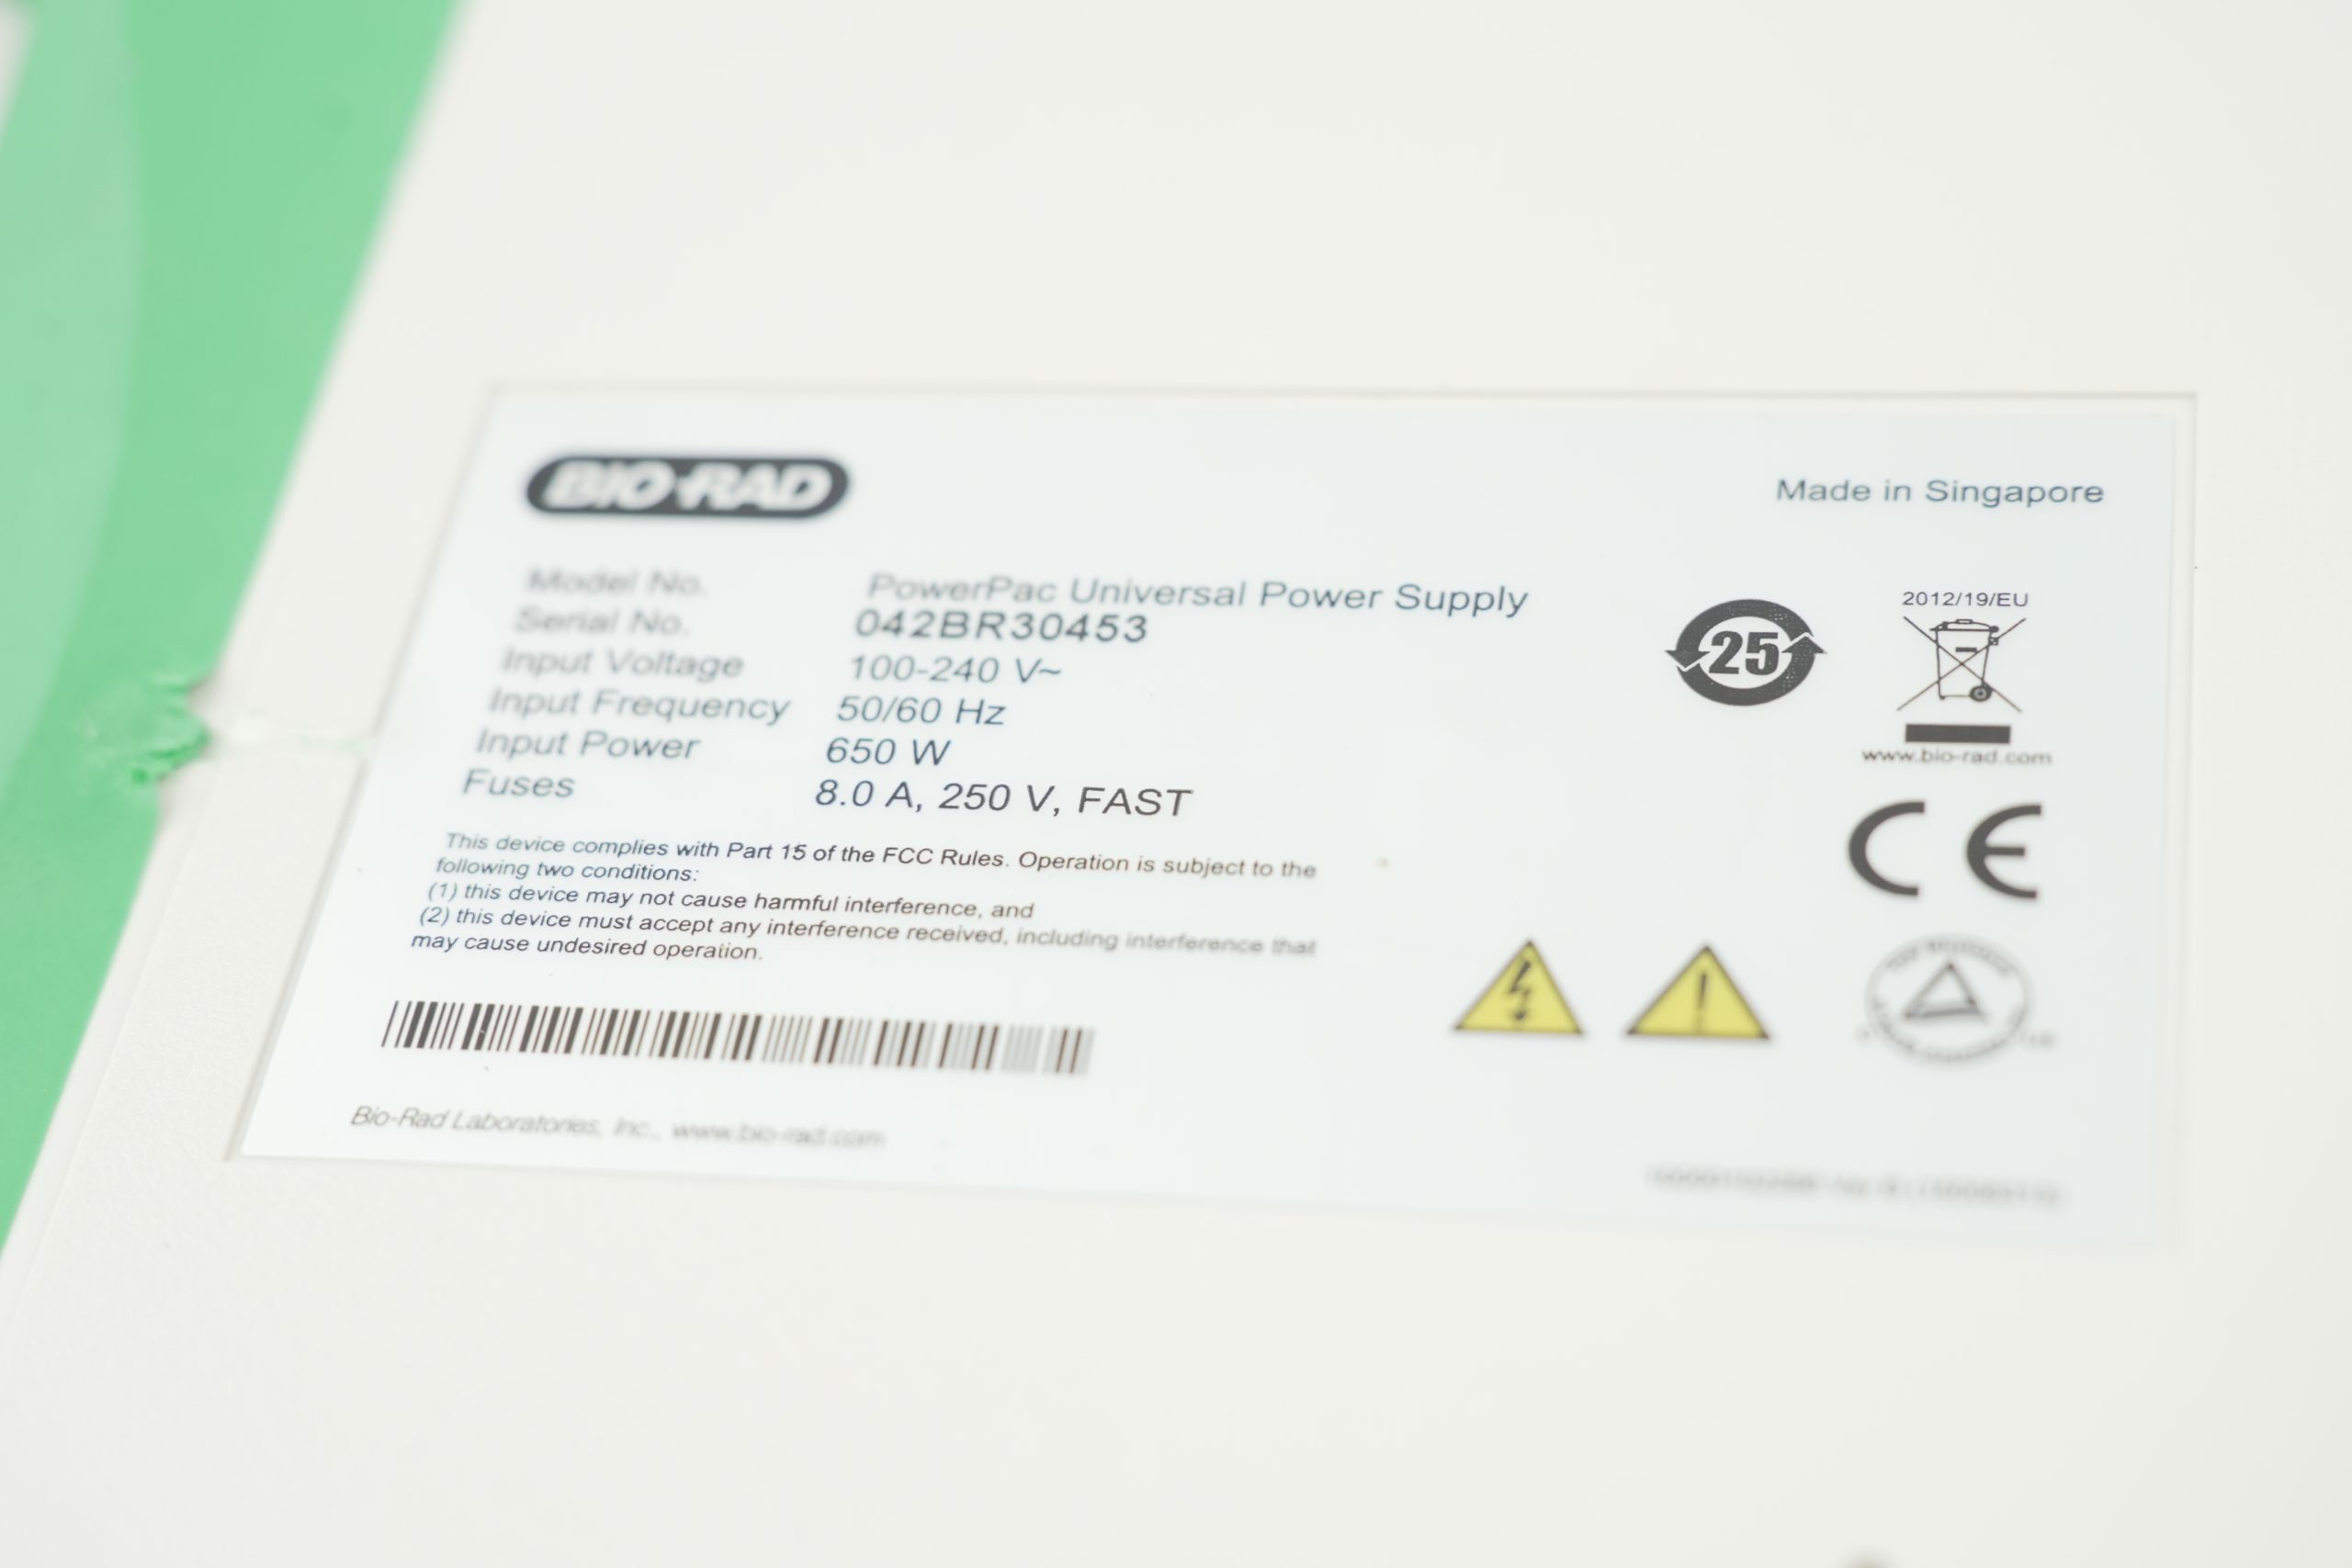 BIO-RAD
Made in Singapore
Model No. PowerPac Universal Power Supply
Serial No. 042BR30453
Input Voltage 100-240 V~
Input Frequency 50/60 Hz
Input Power 650 W
Fuses 8.0 A, 250 V, FAST
25
2012/19/EU
www.bio-rad.com
CE
This device complies with Part 15 of the FCC Rules. Operation is subject to the
following two conditions:
(1) this device may not cause harmful interference, and
(2) this device must accept any interference received, including interference that
may cause undesired operation.
Bio-Rad Laboratories, Inc., www.bio-rad.com